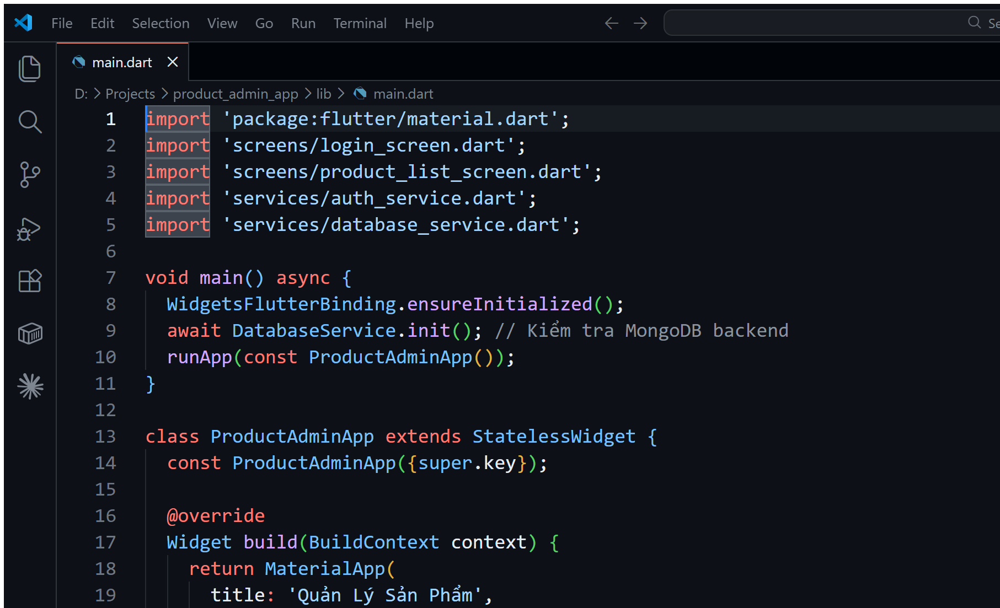 File Edit Selection View Go Run Terminal Help
main.dart
D: > Projects > product_admin_app > lib > main.dart
1 import 'package:flutter/material.dart';
2 import 'screens/login_screen.dart';
3 import 'screens/product_list_screen.dart';
4 import 'services/auth_service.dart';
5 import 'services/database_service.dart';
6
7 void main() async {
8 WidgetsFlutterBinding.ensureInitialized();
9 await DatabaseService.init(); // Kiểm tra MongoDB backend
10 runApp(const ProductAdminApp());
11 }
12
13 class ProductAdminApp extends StatelessWidget {
14 const ProductAdminApp({super.key});
15
16 @override
17 Widget build(BuildContext context) {
18 return MaterialApp(
19 title: 'Quản Lý Sản Phẩm',